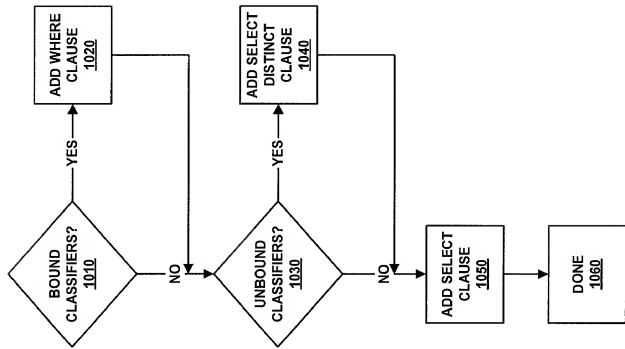 BOUND
CLASSIFIERS?
1010
YES
ADD WHERE
CLAUSE
1020
NO
UNBOUND
CLASSIFIERS?
1030
YES
ADD SELECT
DISTINCT
CLAUSE
1040
NO
ADD SELECT
CLAUSE
1050
DONE
1060